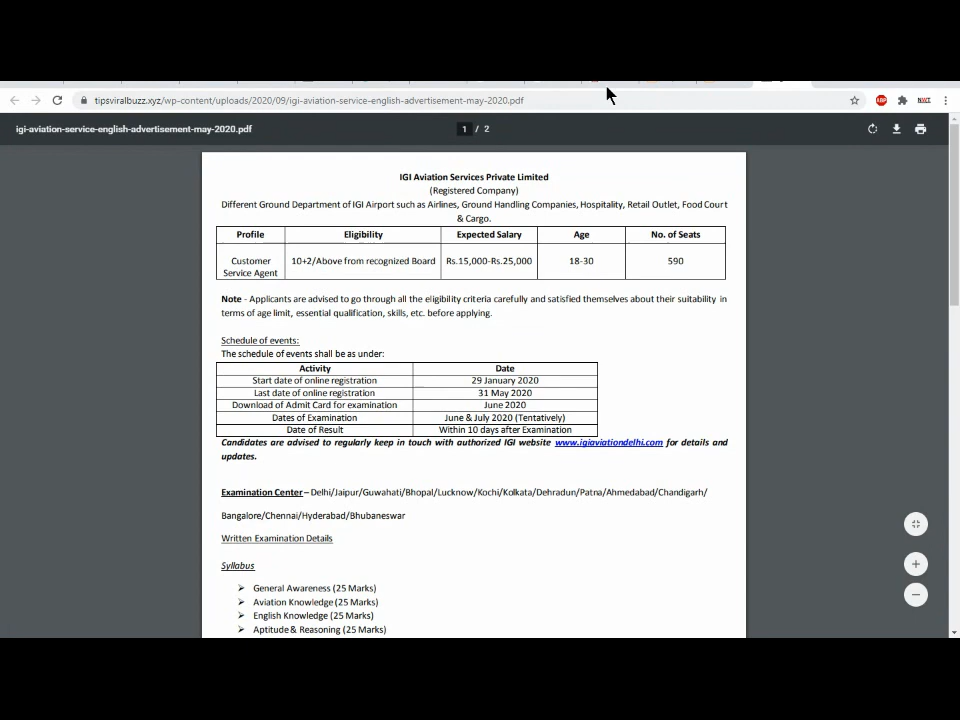 tipsviralbuzz.xyz/wp-content/uploads/2020/09/igi-aviation-service-english-advertisement-may-2020.pdf
ABP
NWT
igi-aviation-service-english-advertisement-may-2020.pdf
1 / 2
IGI Aviation Services Private Limited
(Registered Company)
Different Ground Department of IGI Airport such as Airlines, Ground Handling Companies, Hospitality, Retail Outlet, Food Court
& Cargo.
Profile Eligibility Expected Salary Age No. of Seats
Customer Service Agent 10+2/Above from recognized Board Rs.15,000-Rs.25,000 18-30 590
Note - Applicants are advised to go through all the eligibility criteria carefully and satisfied themselves about their suitability in
terms of age limit, essential qualification, skills, etc. before applying.
Schedule of events:
The schedule of events shall be as under:
Activity Date
Start date of online registration 29 January 2020
Last date of online registration 31 May 2020
Download of Admit Card for examination June 2020
Dates of Examination June & July 2020 (Tentatively)
Date of Result Within 10 days after Examination
Candidates are advised to regularly keep in touch with authorized IGI website www.igiaviationdelhi.com for details and
updates.
Examination Center – Delhi/Jaipur/Guwahati/Bhopal/Lucknow/Kochi/Kolkata/Dehradun/Patna/Ahmedabad/Chandigarh/
Bangalore/Chennai/Hyderabad/Bhubaneswar
Written Examination Details
Syllabus
➢ General Awareness (25 Marks)
➢ Aviation Knowledge (25 Marks)
➢ English Knowledge (25 Marks)
➢ Aptitude & Reasoning (25 Marks)